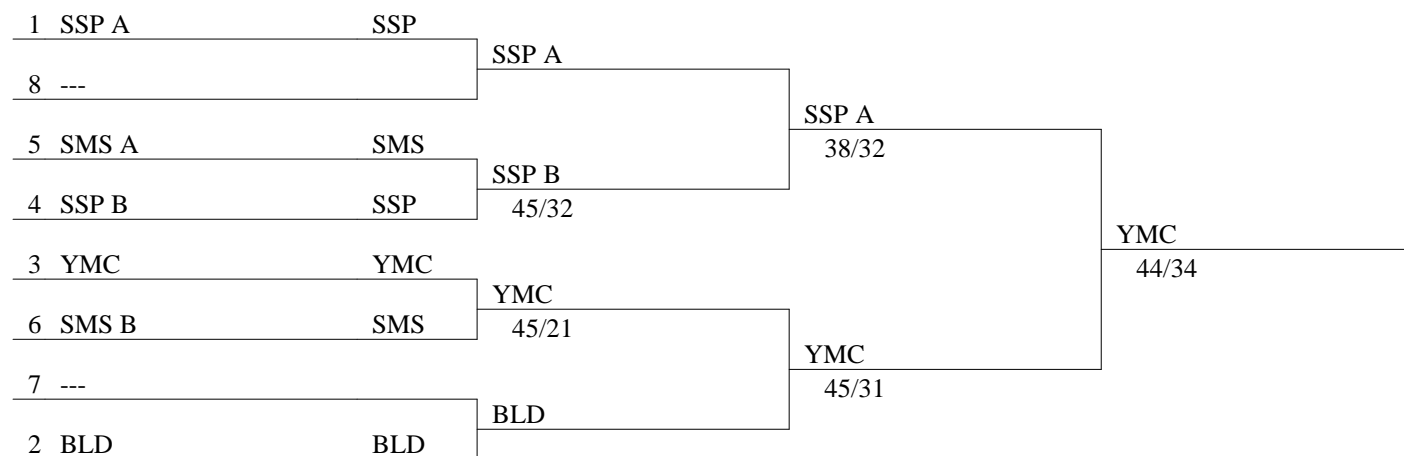 1 SSP A SSP
SSP A
8 ---
SSP A
38/32
5 SMS A SMS
SSP B
45/32
4 SSP B SSP
YMC
44/34
3 YMC YMC
YMC
45/21
6 SMS B SMS
YMC
45/31
7 ---
BLD
2 BLD BLD